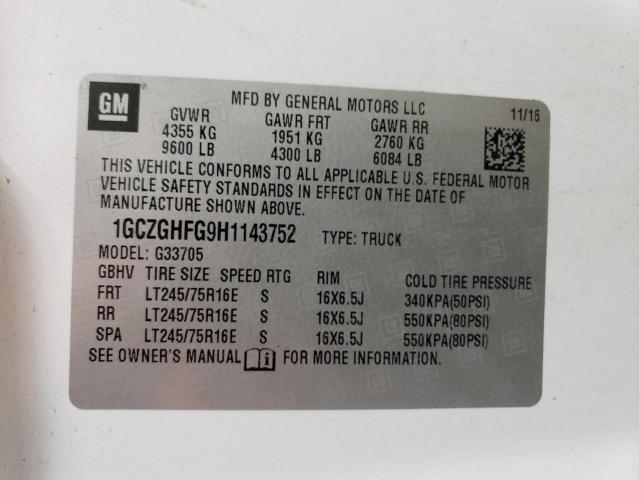 GM
MFD BY GENERAL MOTORS LLC
11/16
GVWR GAWR FRT GAWR RR
4355 KG 1951 KG 2760 KG
9600 LB 4300 LB 6084 LB
THIS VEHICLE CONFORMS TO ALL APPLICABLE U.S. FEDERAL MOTOR
VEHICLE SAFETY STANDARDS IN EFFECT ON THE DATE OF
MANUFACTURE SHOWN ABOVE.
1GCZGHFG9H1143752 TYPE: TRUCK
MODEL: G33705
GBHV TIRE SIZE SPEED RTG RIM COLD TIRE PRESSURE
FRT LT245/75R16E S 16X6.5J 340KPA(50PSI)
RR LT245/75R16E S 16X6.5J 550KPA(80PSI)
SPA LT245/75R16E S 16X6.5J 550KPA(80PSI)
SEE OWNER'S MANUAL FOR MORE INFORMATION.